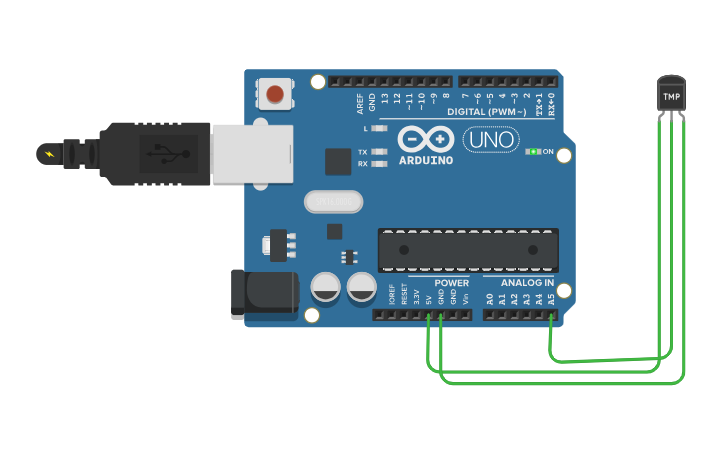 AREF
GND
13
12
~11
~10
~9
8
7
~6
~5
4
~3
2
TX→1
RX←0
DIGITAL (PWM~)
L
TX
RX
ARDUINO
UNO
ON
TMP
POWER
ANALOG IN
IOREF
RESET
3.3V
5V
GND
GND
Vin
A0
A1
A2
A3
A4
A5